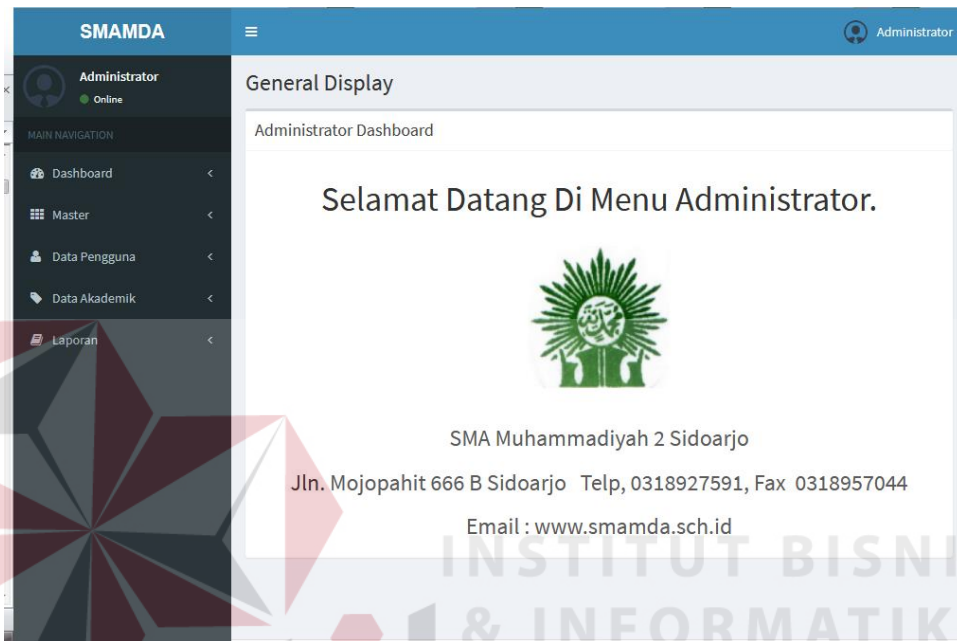 SMAMDA
Administrator
Administrator
Online
General Display
MAIN NAVIGATION
Administrator Dashboard
Dashboard
Master
Data Pengguna
Data Akademik
Laporan
Selamat Datang Di Menu Administrator.
SMA Muhammadiyah 2 Sidoarjo
Jln. Mojopahit 666 B Sidoarjo Telp, 0318927591, Fax 0318957044
Email : www.smamda.sch.id
INSTITUT BISNI
& INFORMATIK